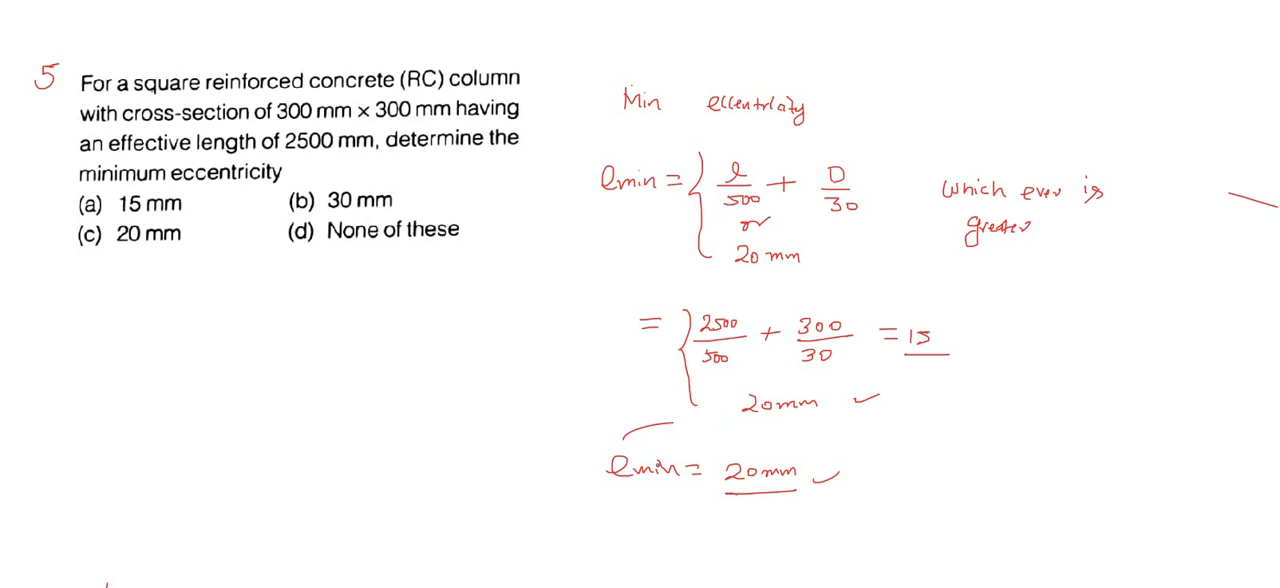 5
For a square reinforced concrete (RC) column
with cross-section of 300 mm × 300 mm having
an effective length of 2500 mm, determine the
minimum eccentricity
(a) 15 mm (b) 30 mm
(c) 20 mm (d) None of these
Min eccentricity
emin = { l/500 + D/30 which ever is greater
or
20 mm
= { 2500/500 + 300/30 = 15
20mm ✓
emin = 20mm ✓